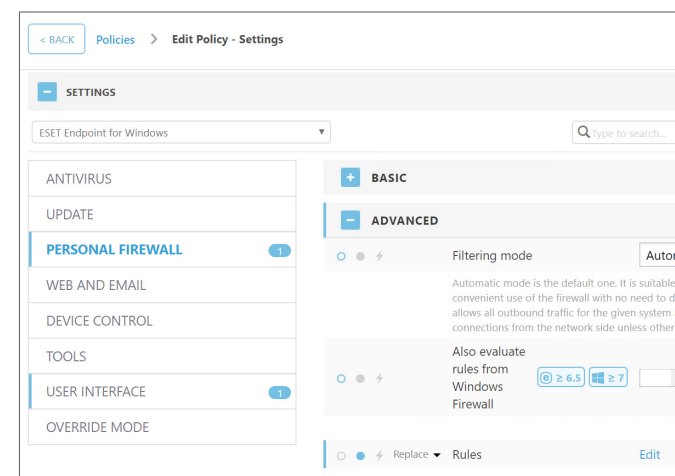 < BACK Policies > Edit Policy - Settings
SETTINGS
ESET Endpoint for Windows
Type to search...
ANTIVIRUS
UPDATE
PERSONAL FIREWALL 1
WEB AND EMAIL
DEVICE CONTROL
TOOLS
USER INTERFACE 1
OVERRIDE MODE
BASIC
ADVANCED
Filtering mode
Automatic mode is the default one. It is suitable
convenient use of the firewall with no need to
allows all outbound traffic for the given system
connections from the network side unless
Also evaluate
rules from
Windows
Firewall
≥ 6.5 ≥ 7
Replace Rules Edit